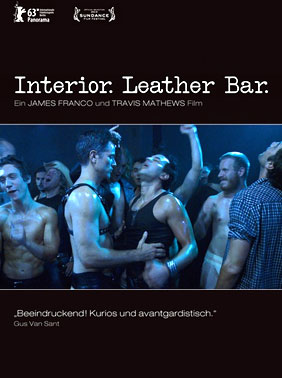 63
Internationale
Filmfestspiele
Berlin
Panorama
SUNDANCE
FILM FESTIVAL
Interior. Leather Bar.
Ein JAMES FRANCO und TRAVIS MATHEWS Film
„Beeindruckend! Kurios und avantgardistisch.“
Gus Van Sant